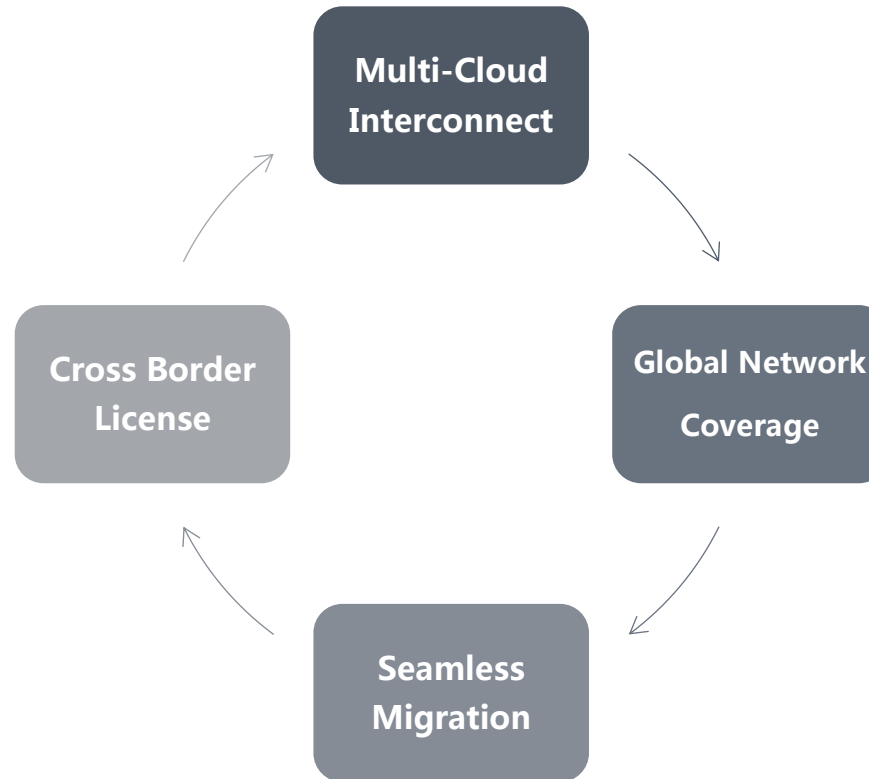 Multi-Cloud
Interconnect
Cross Border
License
Global Network
Coverage
Seamless
Migration